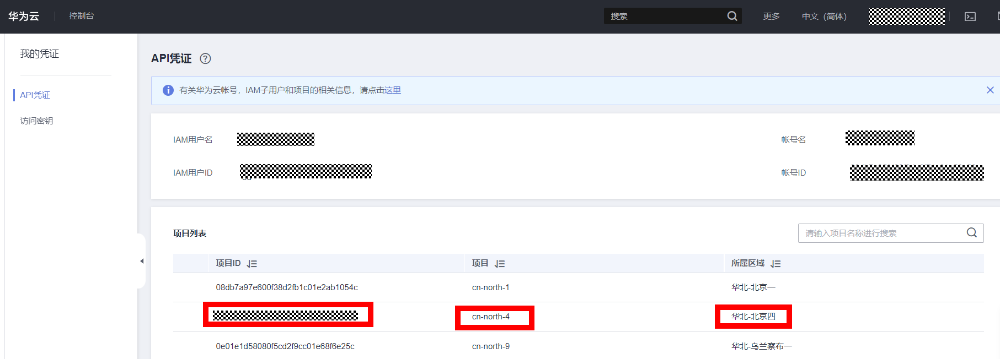 华为云 控制台 搜索 更多 中文 (简体)
我的凭证
API凭证
访问密钥
API凭证 ?
有关华为云帐号，IAM子用户和项目的相关信息，请点击这里
IAM用户名 帐号名
IAM用户ID 帐号ID
项目列表 请输入项目名称进行搜索
项目ID 项目 所属区域
08db7a97e600f38d2fb1c01e2ab1054c cn-north-1 华北-北京一
cn-north-4 华北-北京四
0e01e1d58080f5cd2f9cc01e68f6e25c cn-north-9 华北-乌兰察布一